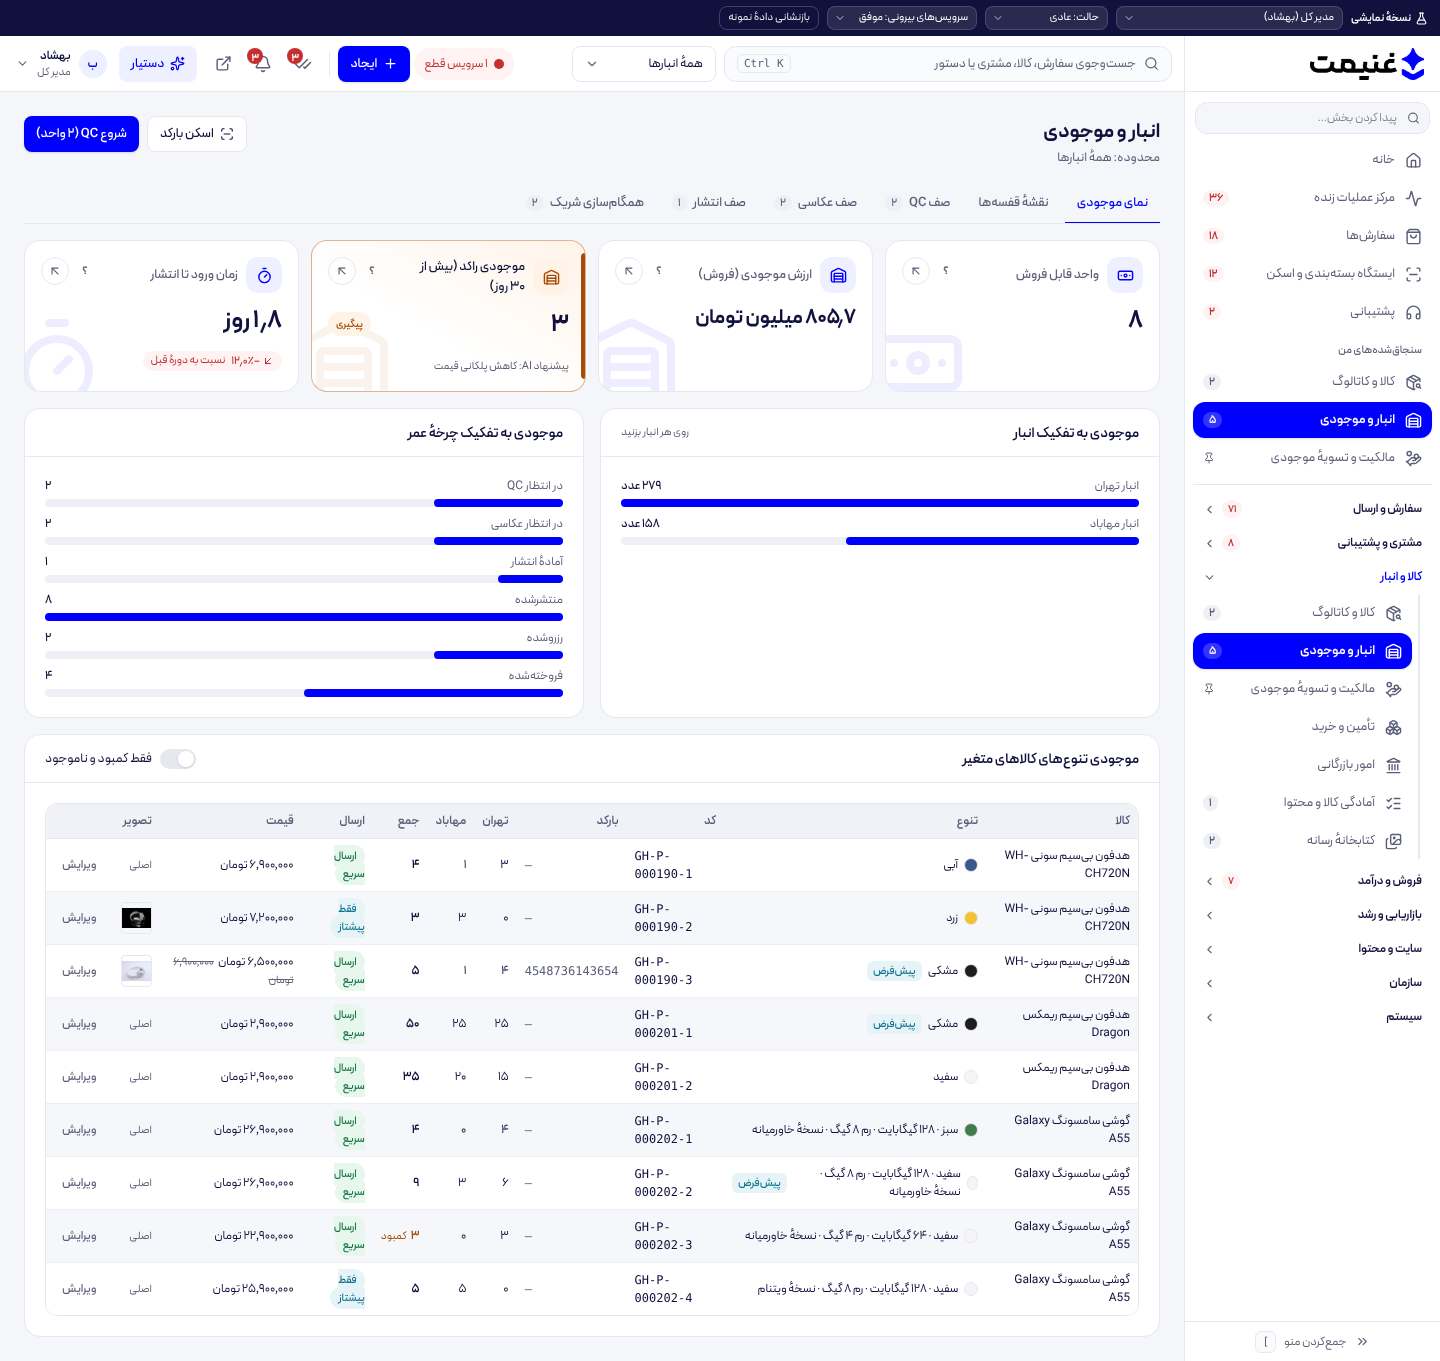 نسخهٔ نمایشی
مدیر کل (بهشاد)
حالت: عادی
سرویس‌های بیرونی: موفق
بازنشانی دادهٔ نمونه
غنیمت
جست‌وجوی سفارش، کالا، مشتری یا دستور
Ctrl K
همهٔ انبارها
۱ سرویس قطع
ایجاد
۳
۳
دستیار
ب
بهشاد
مدیر کل
پیدا کردن بخش...
خانه
مرکز عملیات زنده ۳۶
سفارش‌ها ۱۸
ایستگاه بسته‌بندی و اسکن ۱۲
پشتیبانی ۲
سنجاق‌شده‌های من
کالا و کاتالوگ ۲
انبار و موجودی ۵
مالکیت و تسویهٔ موجودی
سفارش و ارسال ۷۱
مشتری و پشتیبانی ۸
کالا و انبار
کالا و کاتالوگ ۲
انبار و موجودی ۵
مالکیت و تسویهٔ موجودی
تأمین و خرید
امور بازرگانی
آمادگی کالا و محتوا ۱
کتابخانهٔ رسانه ۲
فروش و درآمد ۷
بازاریابی و رشد
سایت و محتوا
سازمان
سیستم
جمع‌کردن منو [
انبار و موجودی
محدوده: همهٔ انبارها
اسکن بارکد
شروع QC (۲ واحد)
نمای موجودی
نقشهٔ قفسه‌ها
صف QC ۲
صف عکاسی ۲
صف انتشار ۱
همگام‌سازی شریک ۲
واحد قابل فروش ؟
۸
ارزش موجودی (فروش) ؟
۸۰۵٫۷ میلیون تومان
موجودی راکد (بیش از
۳۰ روز) ؟
۳
پیگیری
پیشنهاد AI: کاهش پلکانی قیمت
زمان ورود تا انتشار ؟
۱٫۸ روز
−۱۲٫۰٪ نسبت به دورهٔ قبل
موجودی به تفکیک انبار
روی هر انبار بزنید
انبار تهران ۲۷۹ عدد
انبار مهاباد ۱۵۸ عدد
موجودی به تفکیک چرخهٔ عمر
در انتظار QC ۲
در انتظار عکاسی ۲
آمادهٔ انتشار ۱
منتشرشده ۸
رزروشده ۲
فروخته‌شده ۴
موجودی تنوع‌های کالاهای متغیر
فقط کمبود و ناموجود
کالا تنوع کد بارکد تهران مهاباد جمع ارسال قیمت تصویر
هدفون بی‌سیم سونی WH-CH720N آبی GH-P-000190-1 — ۳ ۱ ۴ ارسال سریع ۶٬۹۰۰٬۰۰۰ تومان اصلی ویرایش
هدفون بی‌سیم سونی WH-CH720N زرد GH-P-000190-2 — ۰ ۳ ۳ فقط پیشتاز ۷٬۲۰۰٬۰۰۰ تومان ویرایش
هدفون بی‌سیم سونی WH-CH720N مشکی پیش‌فرض GH-P-000190-3 4548736143654 ۴ ۱ ۵ ارسال سریع ۶٬۵۰۰٬۰۰۰ تومان ۶٬۹۰۰٬۰۰۰ تومان ویرایش
هدفون بی‌سیم ریمکس Dragon مشکی پیش‌فرض GH-P-000201-1 — ۲۵ ۲۵ ۵۰ ارسال سریع ۲٬۹۰۰٬۰۰۰ تومان اصلی ویرایش
هدفون بی‌سیم ریمکس Dragon سفید GH-P-000201-2 — ۱۵ ۲۰ ۳۵ ارسال سریع ۲٬۹۰۰٬۰۰۰ تومان اصلی ویرایش
گوشی سامسونگ Galaxy A55 سبز · ۱۲۸ گیگابایت · رم ۸ گیگ · نسخهٔ خاورمیانه GH-P-000202-1 — ۴ ۰ ۴ ارسال سریع ۲۶٬۹۰۰٬۰۰۰ تومان اصلی ویرایش
گوشی سامسونگ Galaxy A55 سفید · ۱۲۸ گیگابایت · رم ۸ گیگ · نسخهٔ خاورمیانه پیش‌فرض GH-P-000202-2 — ۶ ۳ ۹ ارسال سریع ۲۶٬۹۰۰٬۰۰۰ تومان اصلی ویرایش
گوشی سامسونگ Galaxy A55 سفید · ۶۴ گیگابایت · رم ۴ گیگ · نسخهٔ خاورمیانه GH-P-000202-3 — ۳ ۰ ۳ کمبود ارسال سریع ۲۲٬۹۰۰٬۰۰۰ تومان اصلی ویرایش
گوشی سامسونگ Galaxy A55 سفید · ۱۲۸ گیگابایت · رم ۸ گیگ · نسخهٔ ویتنام GH-P-000202-4 — ۰ ۵ ۵ فقط پیشتاز ۲۵٬۹۰۰٬۰۰۰ تومان اصلی ویرایش